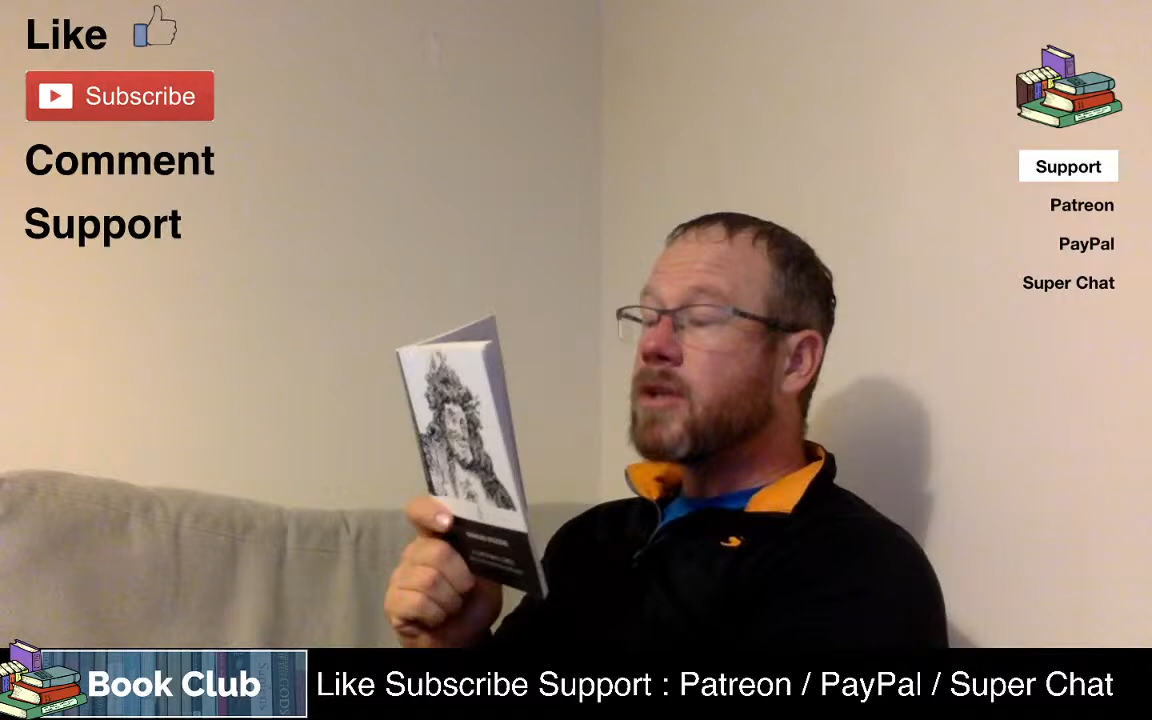 Like
Subscribe
Comment
Support
Support
Patreon
PayPal
Super Chat
Book Club
Like Subscribe Support : Patreon / PayPal / Super Chat